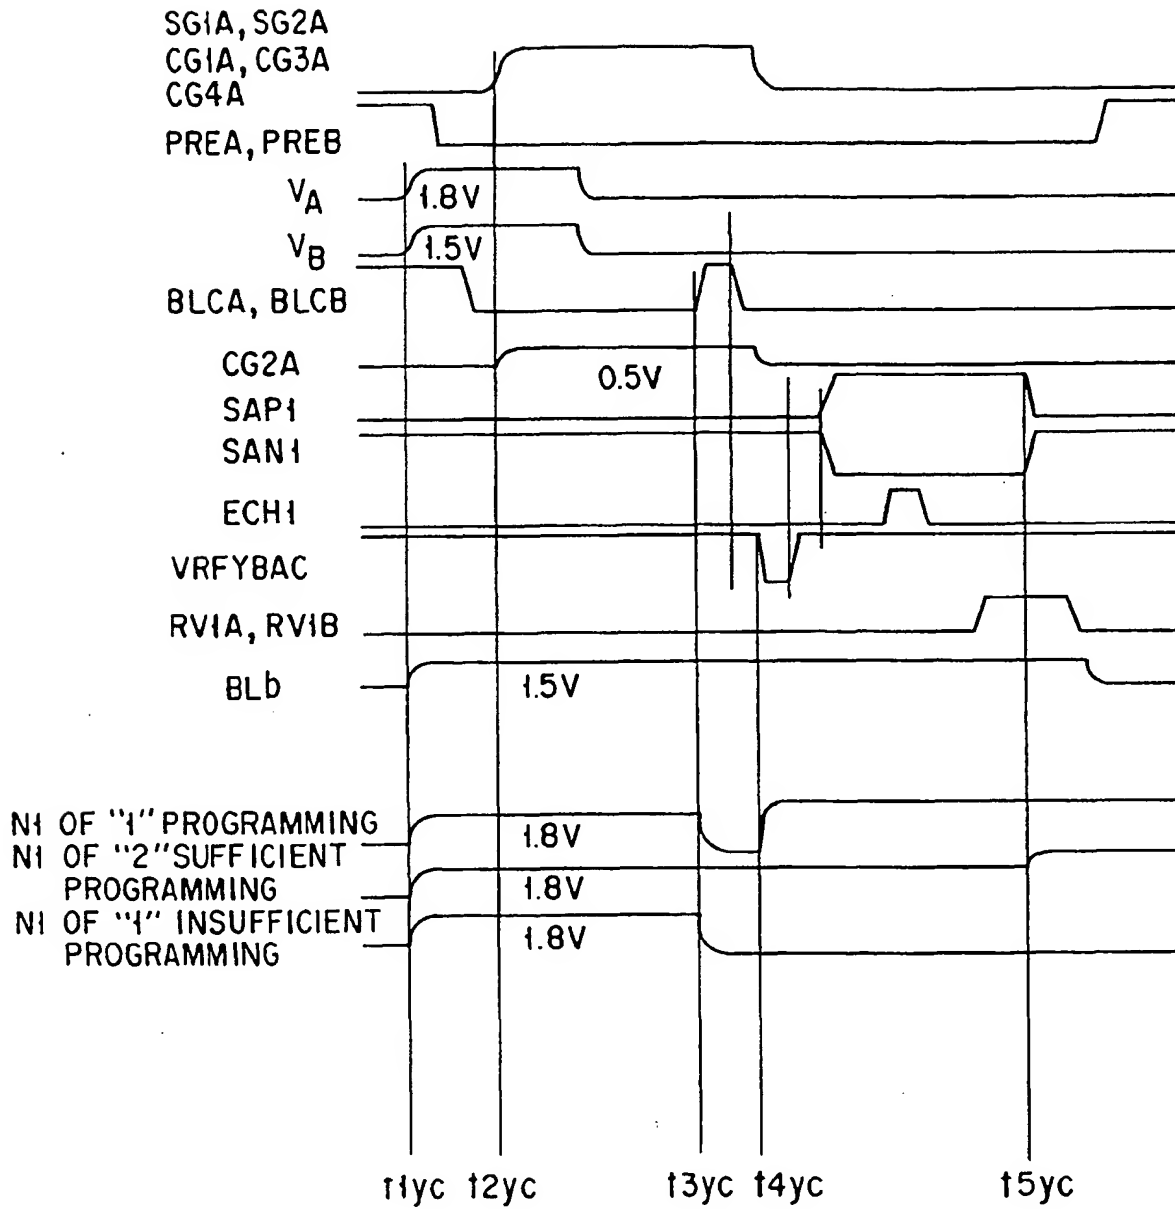 SG1A, SG2A
CG1A, CG3A
CG4A
PREA, PREB
VA
1.8V
VB
1.5V
BLCA, BLCB
CG2A
0.5V
SAP1
SAN1
ECH1
VRFYBAC
RV1A, RV1B
BLb
1.5V
N1 OF "1" PROGRAMMING
1.8V
N1 OF "2" SUFFICIENT
PROGRAMMING
1.8V
N1 OF "1" INSUFFICIENT
PROGRAMMING
1.8V
t1yc t2yc t3yc t4yc t5yc